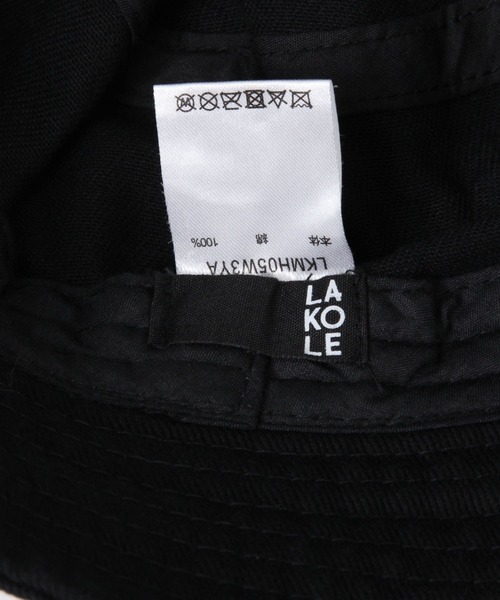 LKMH05W3YA
本体 綿 100%
W
LA
KO
LE